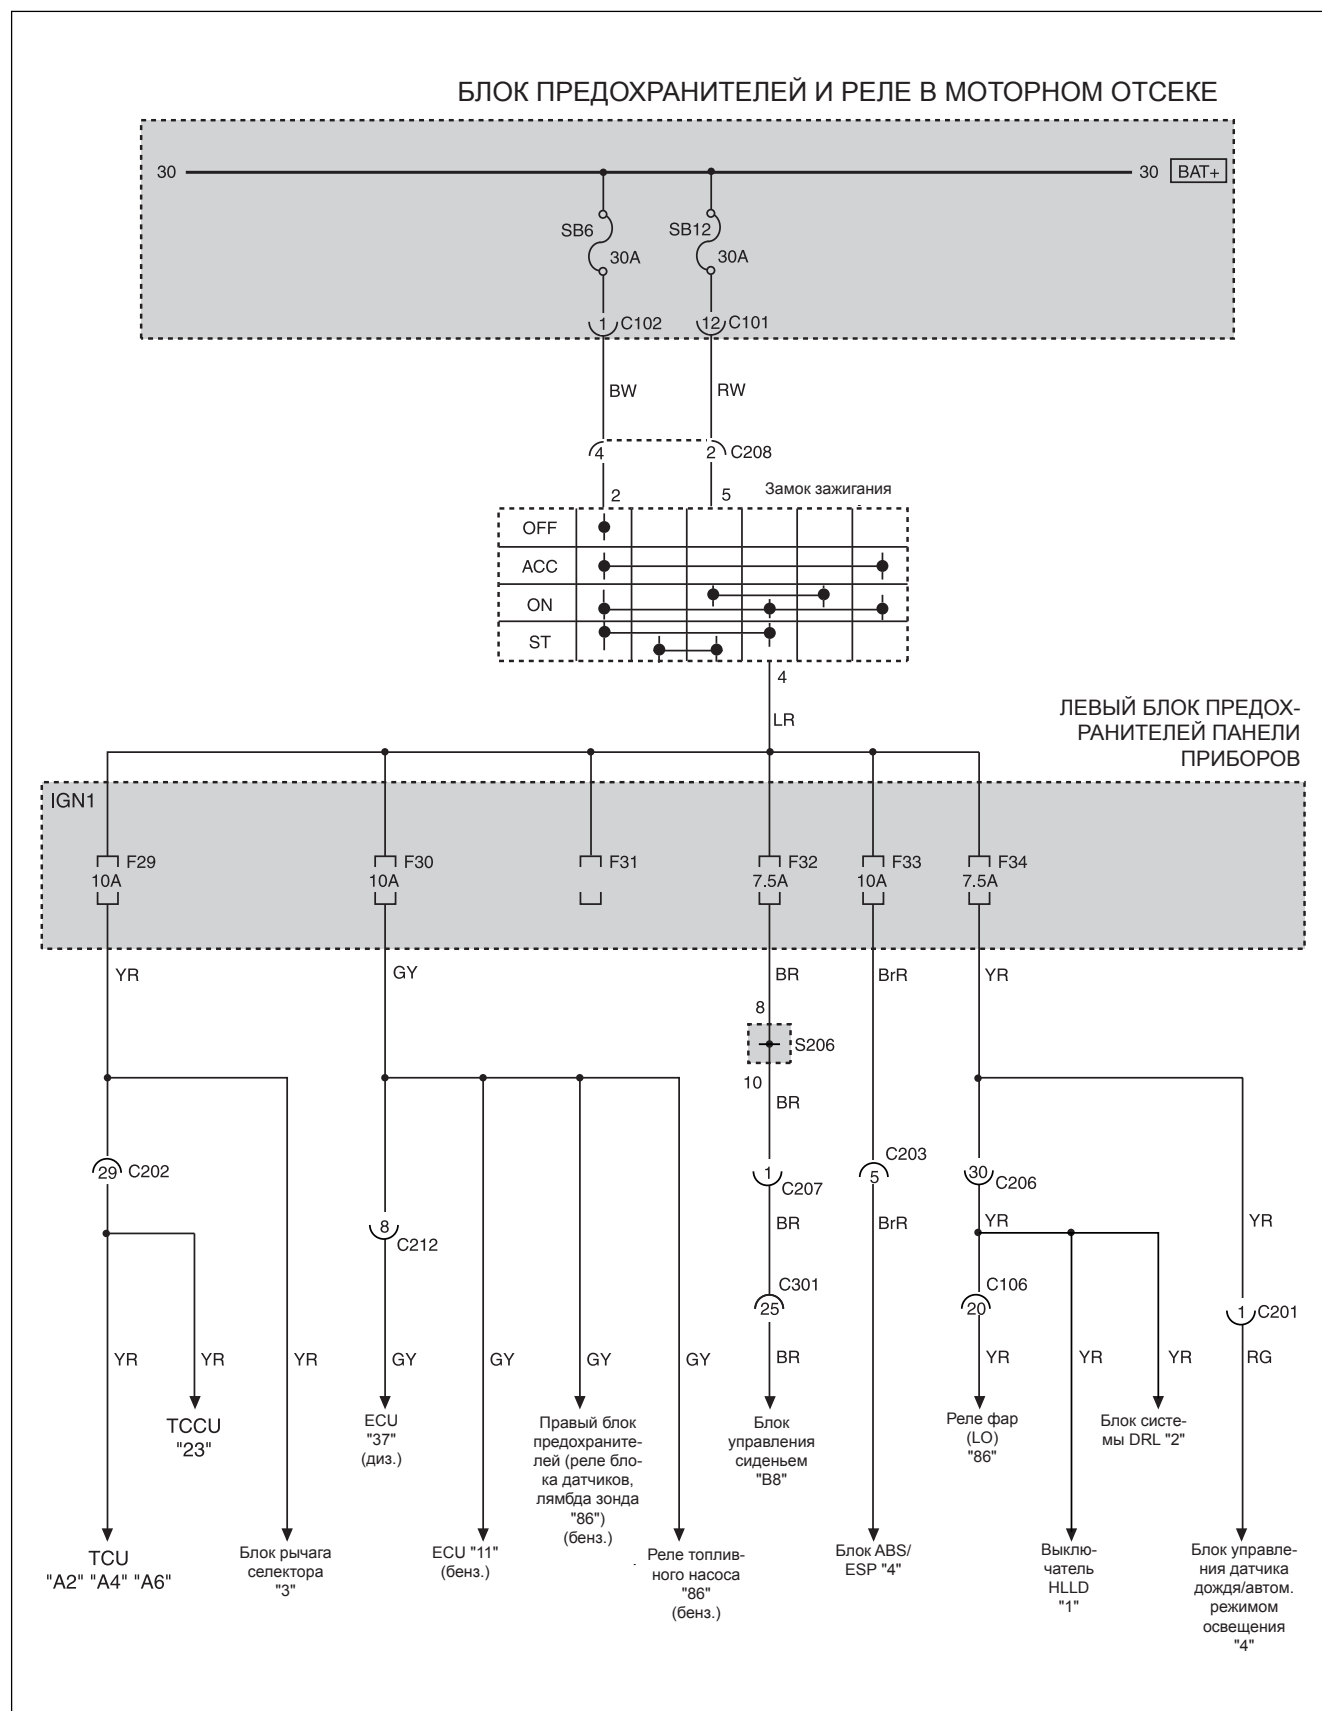 БЛОК ПРЕДОХРАНИТЕЛЕЙ И РЕЛЕ В МОТОРНОМ ОТСЕКЕ
30
30 BAT+
SB6
30A
SB12
30A
1 C102
12 C101
BW
RW
4
2 C208
2
5
Замок зажигания
OFF
ACC
ON
ST
4
LR
ЛЕВЫЙ БЛОК ПРЕДОХ-
РАНИТЕЛЕЙ ПАНЕЛИ
ПРИБОРОВ
IGN1
F29
10A
F30
10A
F31
F32
7.5A
F33
10A
F34
7.5A
YR
GY
BR
BrR
YR
8
S206
10
BR
29 C202
8
C212
1
C207
C203
5
30
C206
BR
BrR
YR
YR
C301
25
C106
20
1 C201
YR
YR
YR
GY
GY
GY
GY
BR
YR
YR
YR
RG
TCCU
"23"
ECU
"37"
(диз.)
Правый блок
предохраните-
лей (реле бло-
ка датчиков,
лямбда зонда
"86")
(бенз.)
Блок
управления
сиденьем
"B8"
Реле фар
(LO)
"86"
Блок систе-
мы DRL "2"
TCU
"A2" "A4" "A6"
Блок рычага
селектора
"3"
ECU "11"
(бенз.)
Реле топлив-
ного насоса
"86"
(бенз.)
Блок ABS/
ESP "4"
Выклю-
чатель
HLLD
"1"
Блок управле-
ния датчика
дождя/автом.
режимом
освещения
"4"